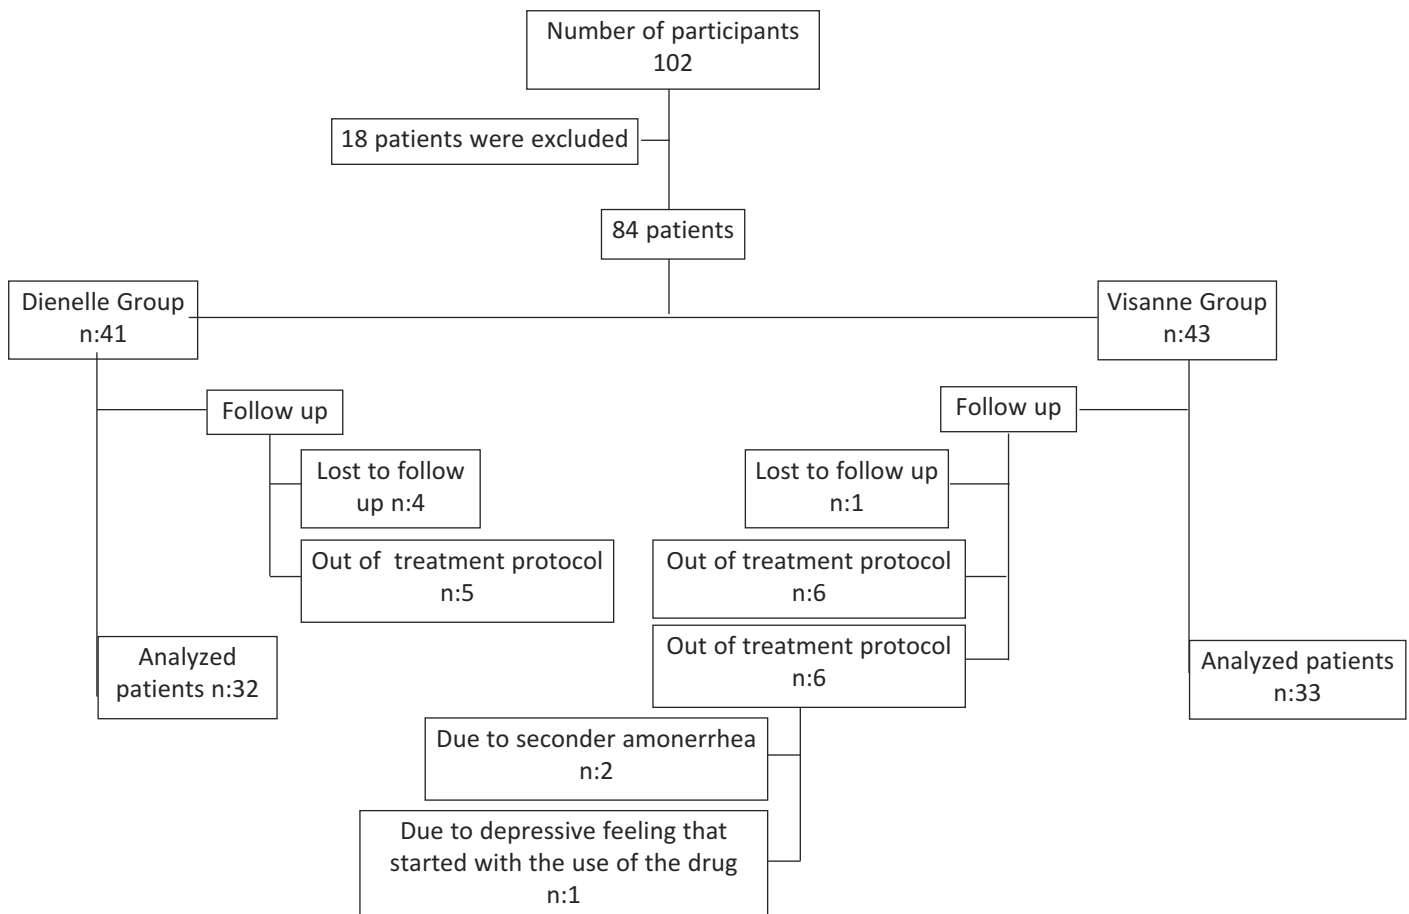 Number of participants
102
18 patients were excluded
84 patients
Dienelle Group
n:41
Visanne Group
n:43
Follow up
Follow up
Lost to follow
up n:4
Lost to follow up
n:1
Out of  treatment protocol
n:5
Out of treatment protocol
n:6
Out of treatment protocol
n:6
Analyzed
patients n:32
Analyzed patients
n:33
Due to seconder amonerrhea
n:2
Due to depressive feeling that
started with the use of the drug
n:1